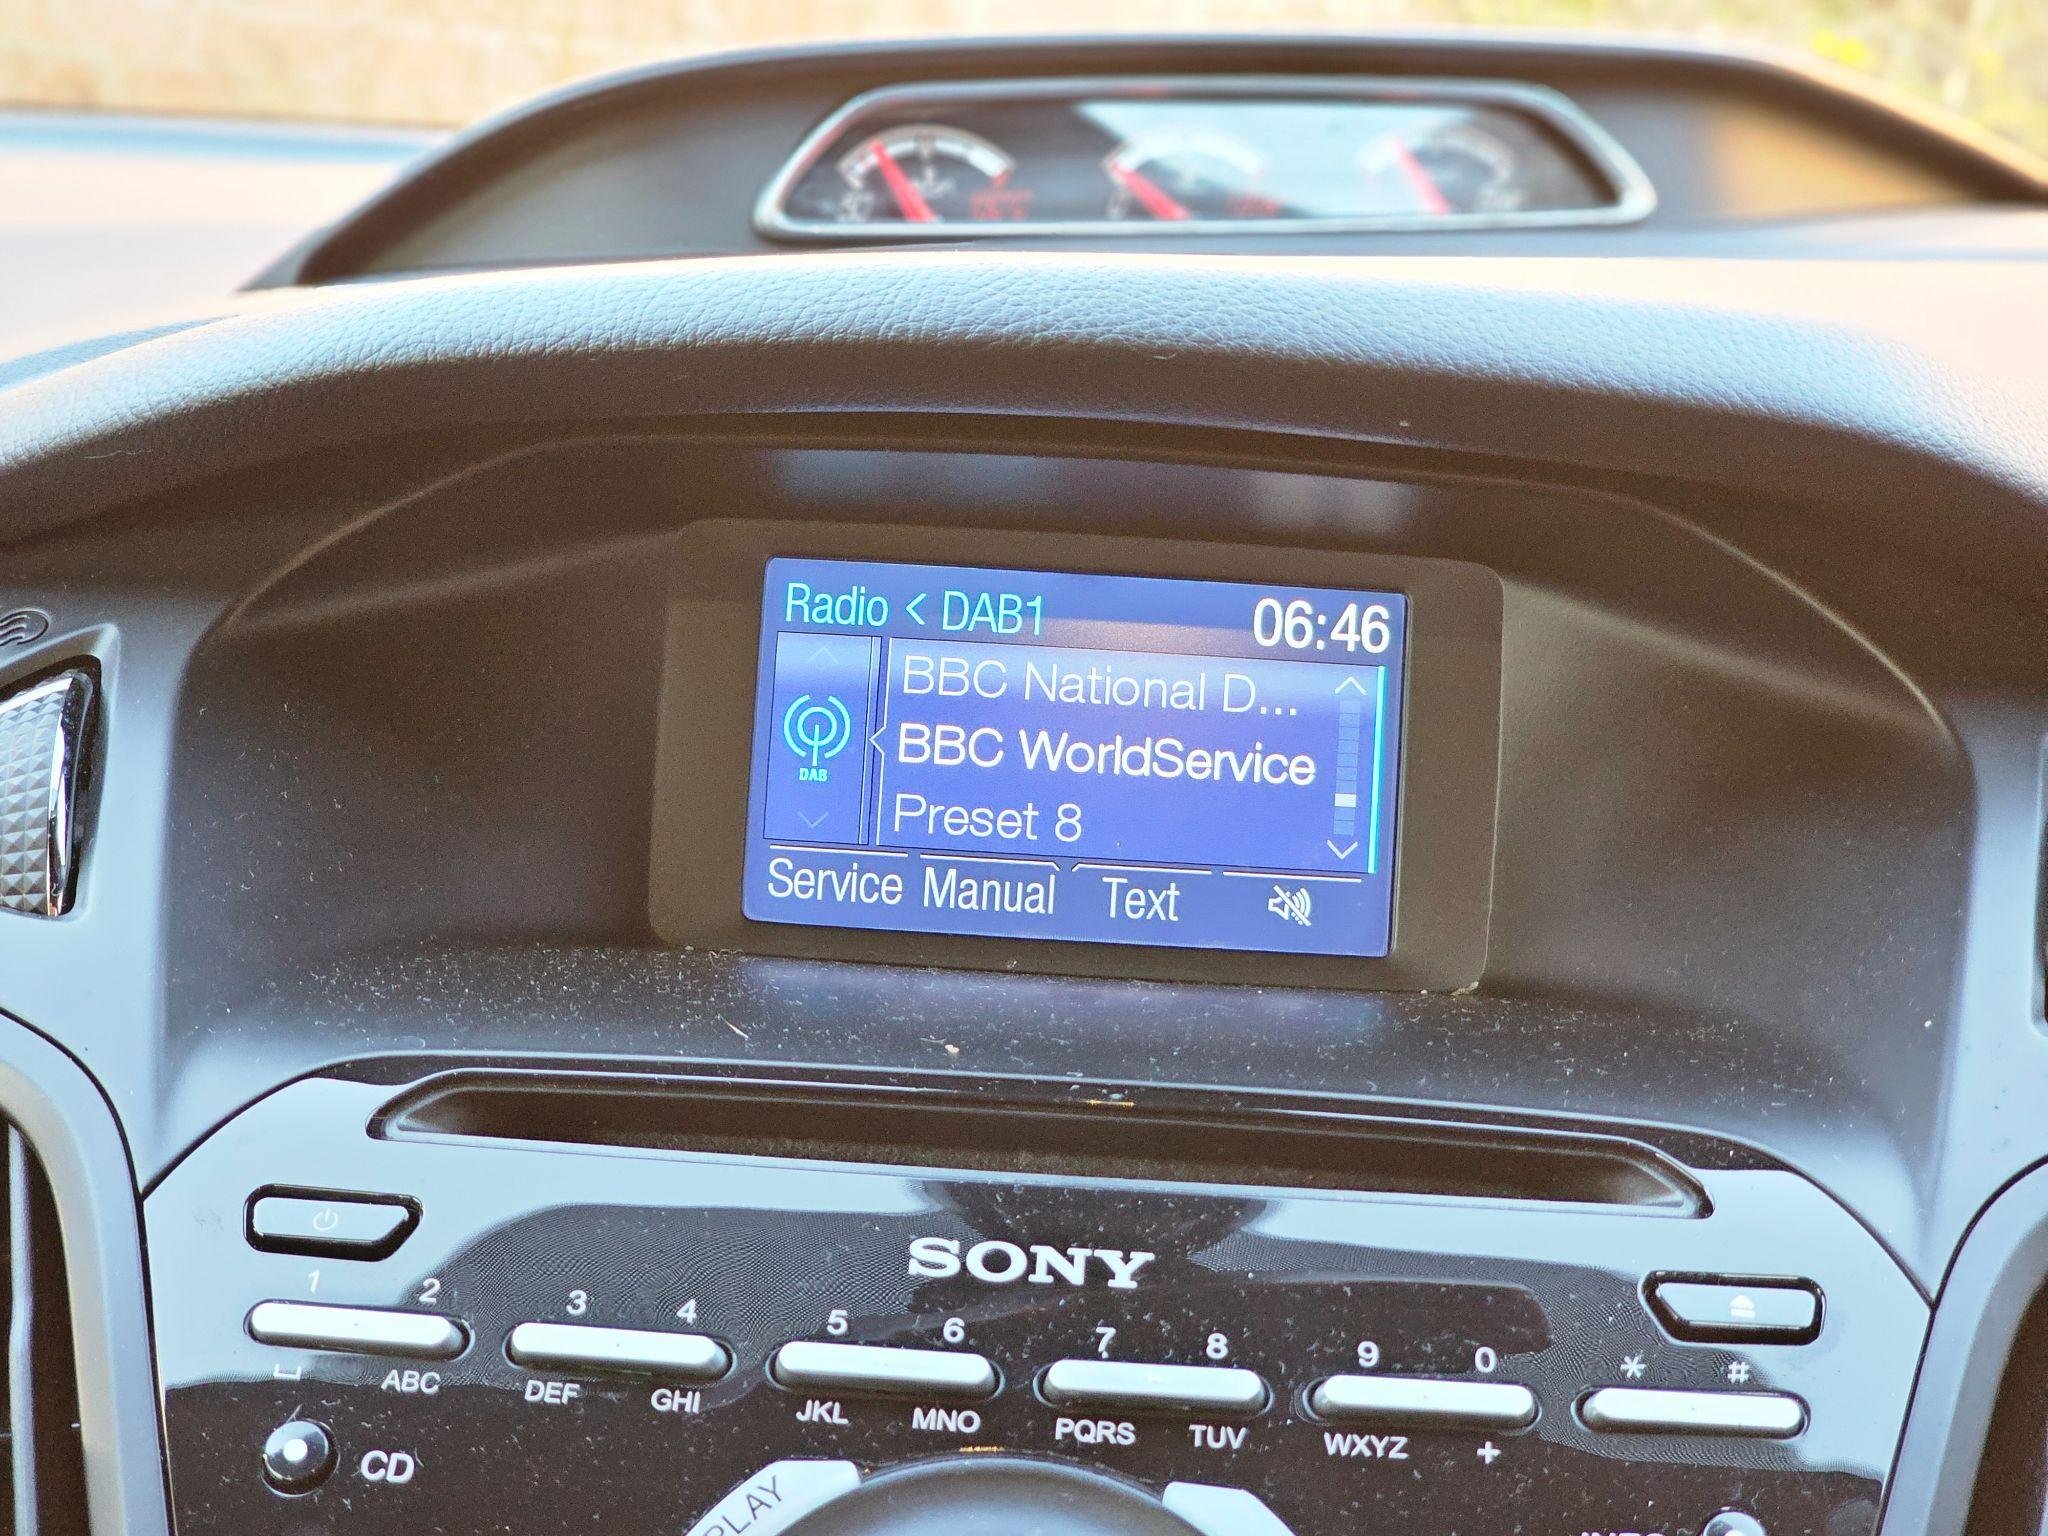 Radio < DAB1 06:46
BBC National D...
BBC WorldService
Preset 8
DAB
Service Manual Text
SONY
1 2 3 4 5 6 7 8 9 0 * #
ABC DEF GHI JKL MNO PQRS TUV WXYZ +
CD
PLAY